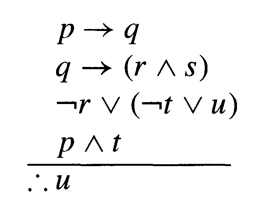 p → q
q → (r ∧ s)
¬r ∨ (¬t ∨ u)
p ∧ t
∴ u